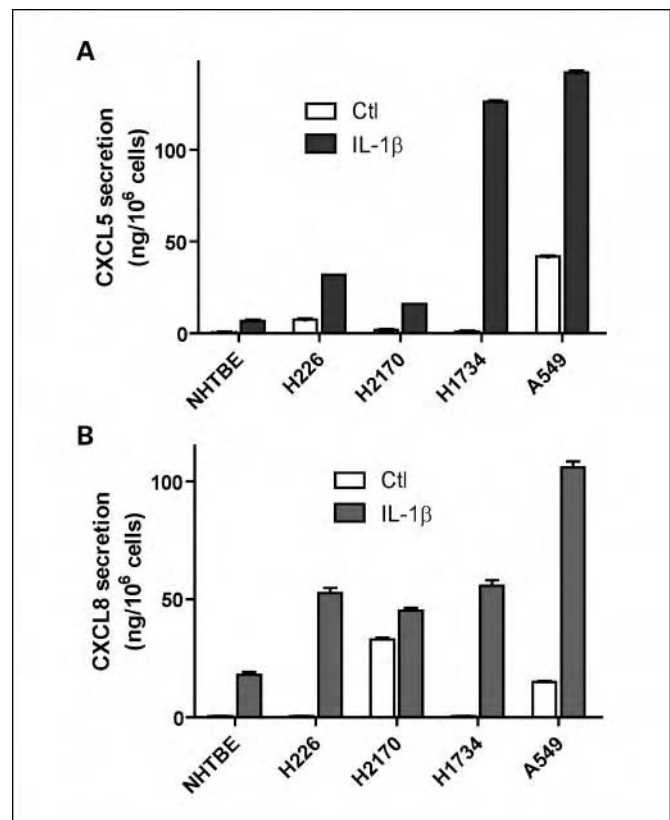 A
CXCL5 secretion
(ng/10⁶ cells)
100
50
0
Ctl
IL-1β
NHTBE
H226
H2170
H1734
A549
B
CXCL8 secretion
(ng/10⁶ cells)
100
50
0
Ctl
IL-1β
NHTBE
H226
H2170
H1734
A549